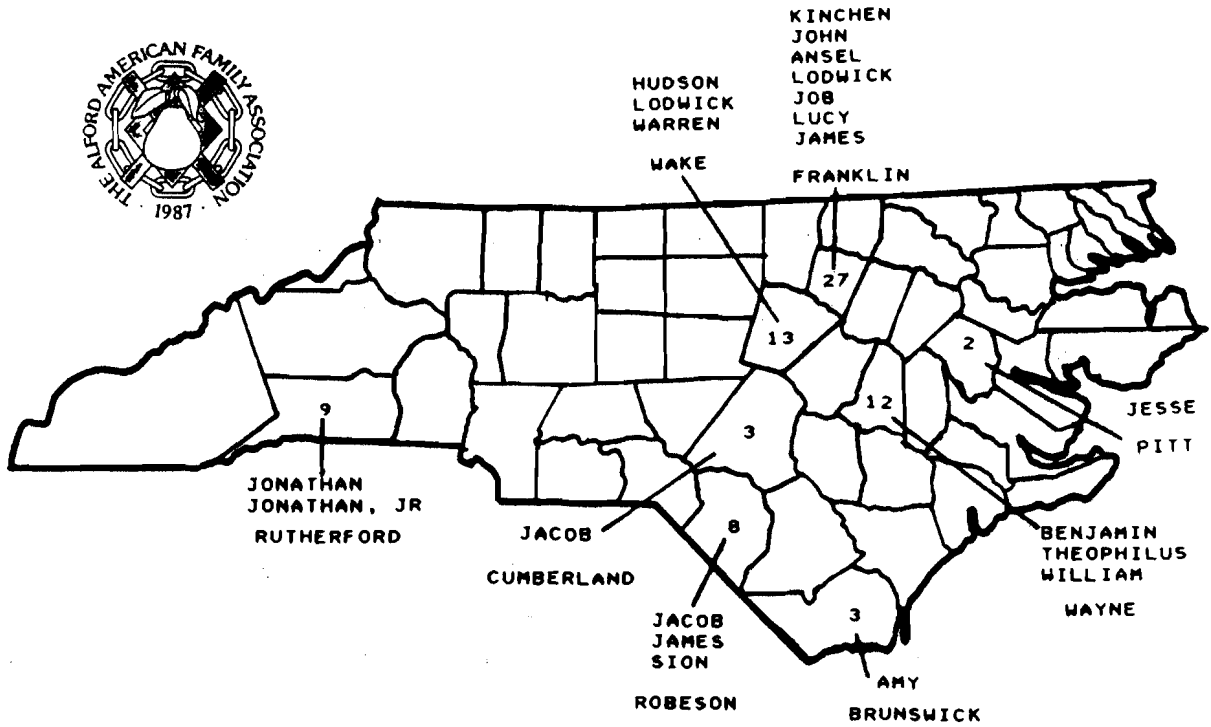 THE ALFORD AMERICAN FAMILY ASSOCIATION
· 1987 ·
HUDSON
LODWICK
WARREN
WAKE
KINCHEN
JOHN
ANSEL
LODWICK
JOB
LUCY
JAMES
FRANKLIN
27
13
2
12
9
3
8
3
JESSE
PITT
JONATHAN
JONATHAN, JR
RUTHERFORD
JACOB
CUMBERLAND
JACOB
JAMES
SION
ROBESON
BENJAMIN
THEOPHILUS
WILLIAM
WAYNE
AMY
BRUNSWICK